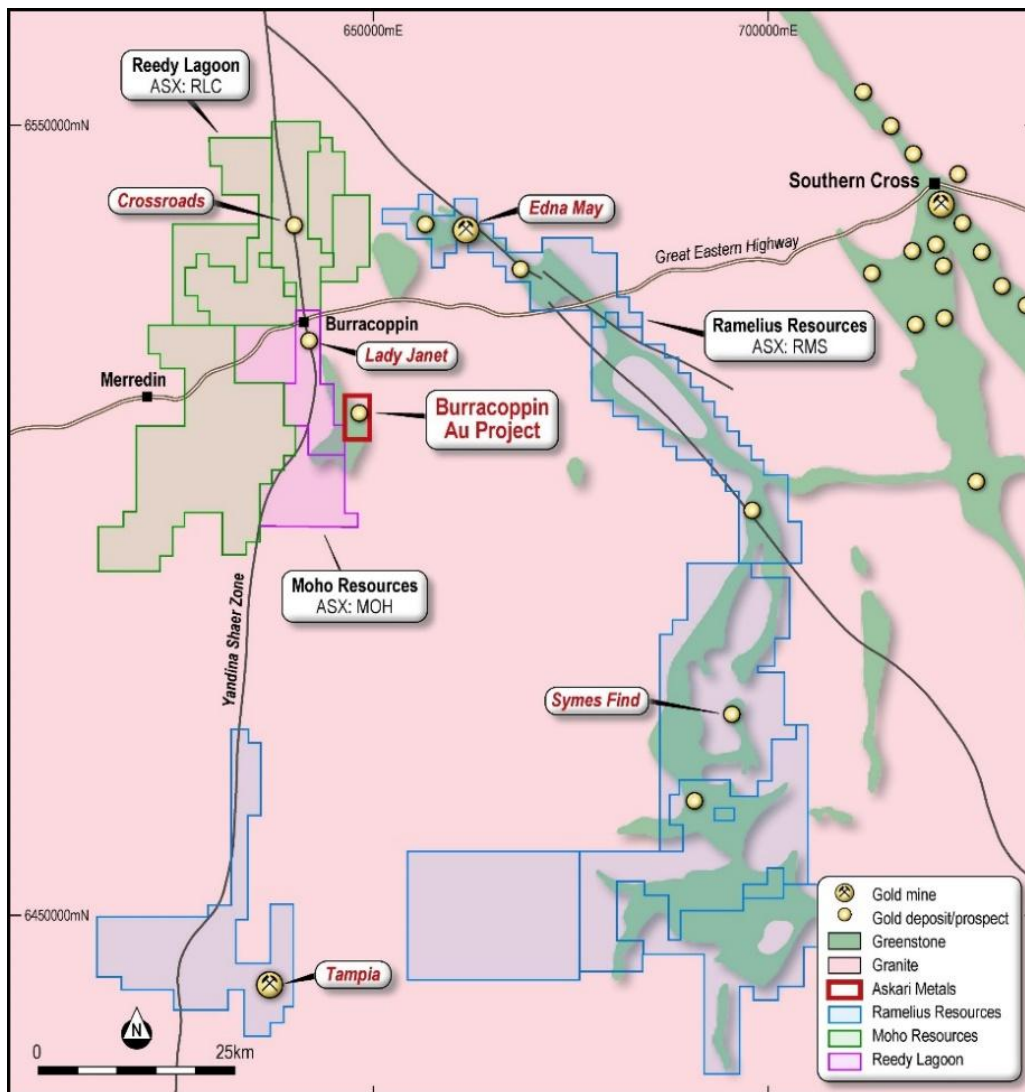 650000mE
700000mE
Reedy Lagoon
ASX: RLC
6550000mN
Southern Cross
Crossroads
Edna May
Great Eastern Highway
Burracoppin
Ramelius Resources
ASX: RMS
Lady Janet
Merredin
Burracoppin
Au Project
Moho Resources
ASX: MOH
Yandina Shaer Zone
Symes Find
6450000mN
Tampia
N
0
25km
Gold mine
Gold deposit/prospect
Greenstone
Granite
Askari Metals
Ramelius Resources
Moho Resources
Reedy Lagoon